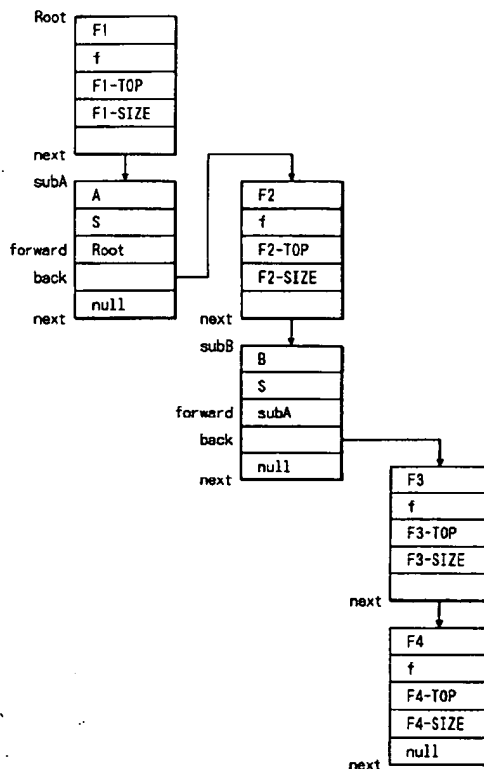 Root
F1
f
F1-TOP
F1-SIZE
next
subA
A
S
forward Root
back
null
next
F2
f
F2-TOP
F2-SIZE
next
subB
B
S
forward subA
back
null
next
F3
f
F3-TOP
F3-SIZE
next
F4
f
F4-TOP
F4-SIZE
null
next